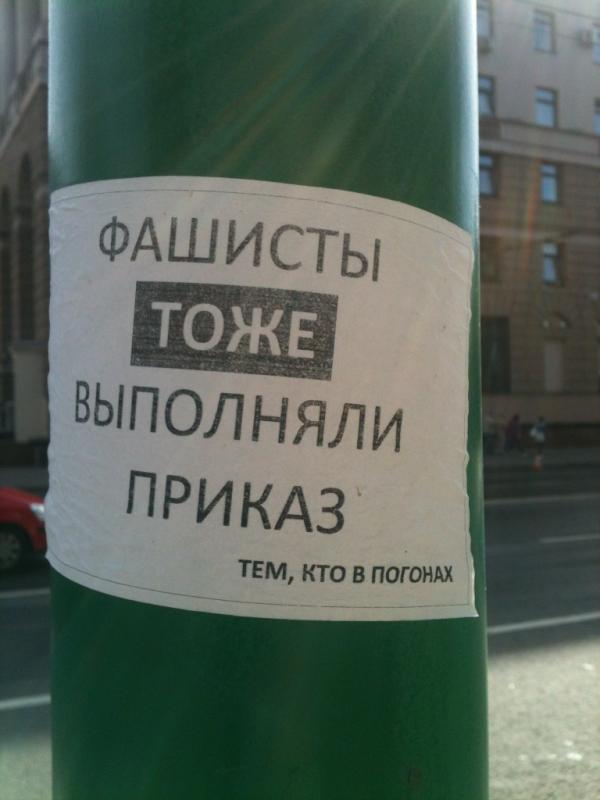 ФАШИСТЫ
ТОЖЕ
ВЫПОЛНЯЛИ
ПРИКАЗ
ТЕМ, КТО В ПОГОНАХ